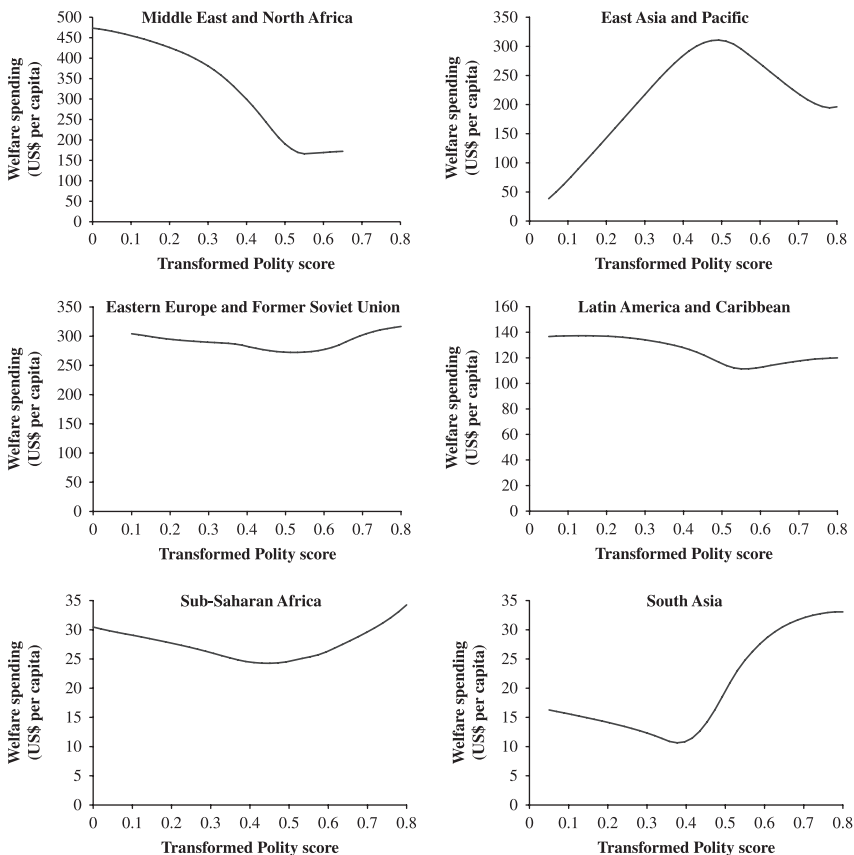 Middle East and North Africa
Welfare spending
(US$ per capita)
500
450
400
350
300
250
200
150
100
50
0
0 0.1 0.2 0.3 0.4 0.5 0.6 0.7 0.8
Transformed Polity score
East Asia and Pacific
Welfare spending
(US$ per capita)
350
300
250
200
150
100
50
0
0 0.1 0.2 0.3 0.4 0.5 0.6 0.7 0.8
Transformed Polity score
Eastern Europe and Former Soviet Union
Welfare spending
(US$ per capita)
350
300
250
200
150
100
50
0
0 0.1 0.2 0.3 0.4 0.5 0.6 0.7 0.8
Transformed Polity score
Latin America and Caribbean
Welfare spending
(US$ per capita)
160
140
120
100
80
60
40
20
0
0 0.1 0.2 0.3 0.4 0.5 0.6 0.7 0.8
Transformed Polity score
Sub-Saharan Africa
Welfare spending
(US$ per capita)
35
30
25
20
15
10
5
0
0 0.1 0.2 0.3 0.4 0.5 0.6 0.7 0.8
Transformed Polity score
South Asia
Welfare spending
(US$ per capita)
35
30
25
20
15
10
5
0
0 0.1 0.2 0.3 0.4 0.5 0.6 0.7 0.8
Transformed Polity score